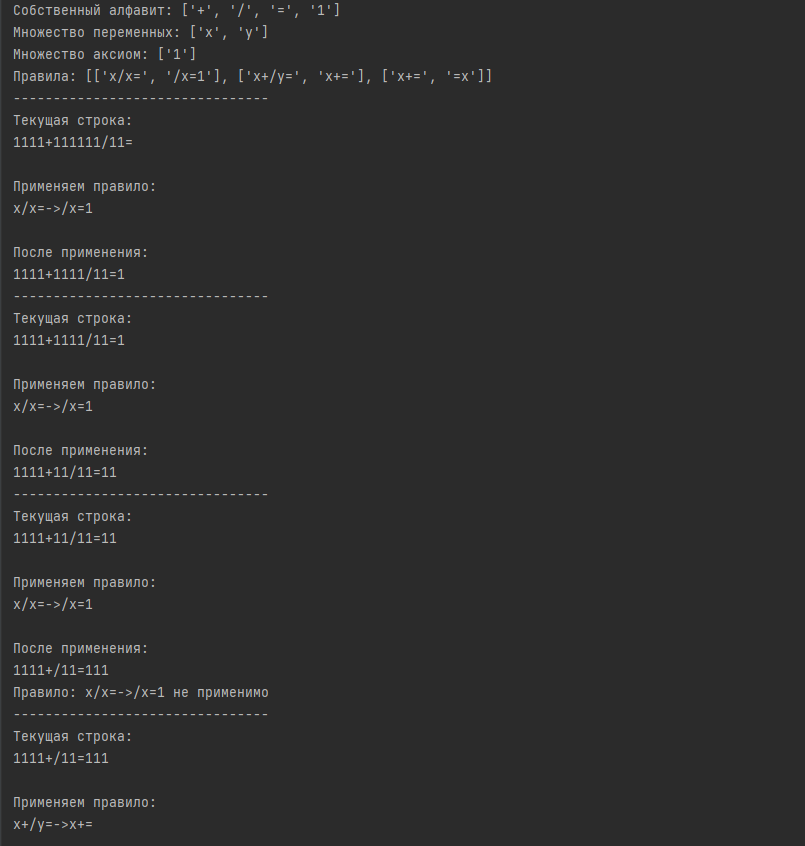 Собственный алфавит: ['+', '/', '=', '1']
Множество переменных: ['x', 'y']
Множество аксиом: ['1']
Правила: [['x/x=', '/x=1'], ['x+/y=', 'x+='], ['x+=', '=x']]
--------------------------------
Текущая строка:
1111+111111/11=
Применяем правило:
x/x=->/x=1
После применения:
1111+1111/11=1
--------------------------------
Текущая строка:
1111+1111/11=1
Применяем правило:
x/x=->/x=1
После применения:
1111+11/11=11
--------------------------------
Текущая строка:
1111+11/11=11
Применяем правило:
x/x=->/x=1
После применения:
1111+/11=111
Правило: x/x=->/x=1 не применимо
--------------------------------
Текущая строка:
1111+/11=111
Применяем правило:
x+/y=->x+=